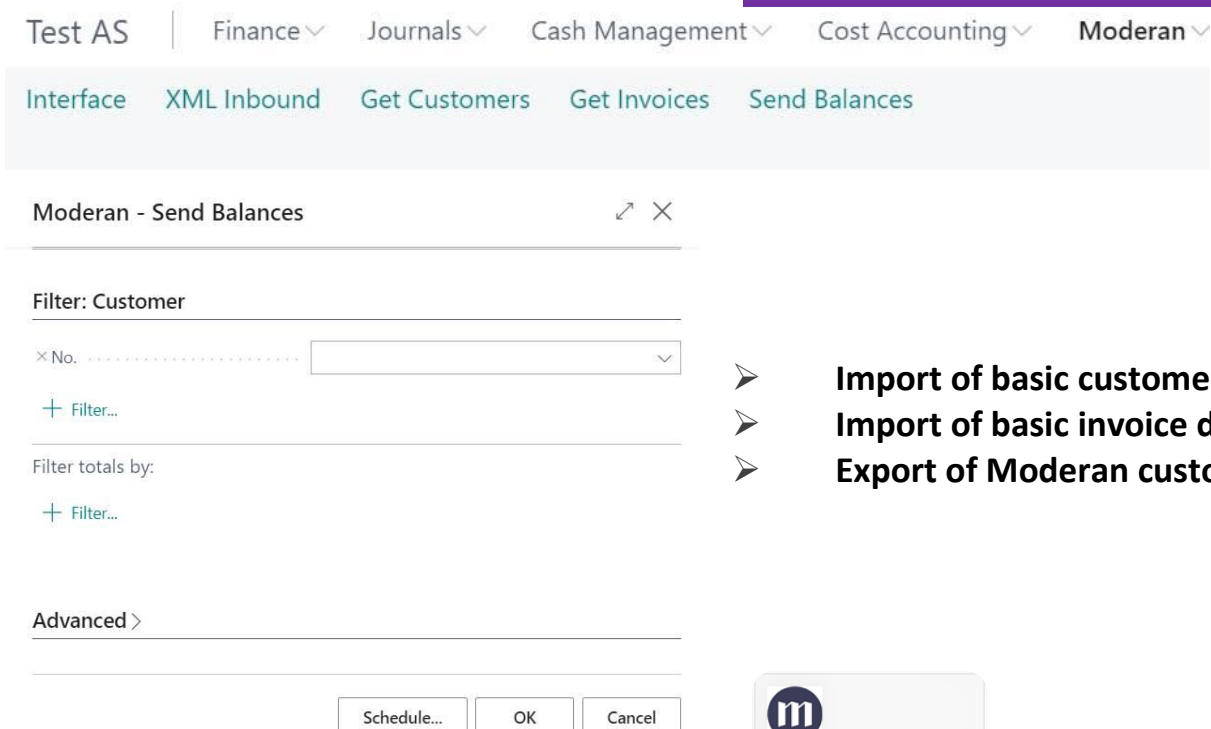 Test AS Finance Journals Cash Management Cost Accounting Moderan
Interface XML Inbound Get Customers Get Invoices Send Balances
Moderan - Send Balances
Filter: Customer
× No.
+ Filter...
Filter totals by:
+ Filter...
Advanced >
Schedule... OK Cancel
➤ Import of basic custome
➤ Import of basic invoice d
➤ Export of Moderan custo
m